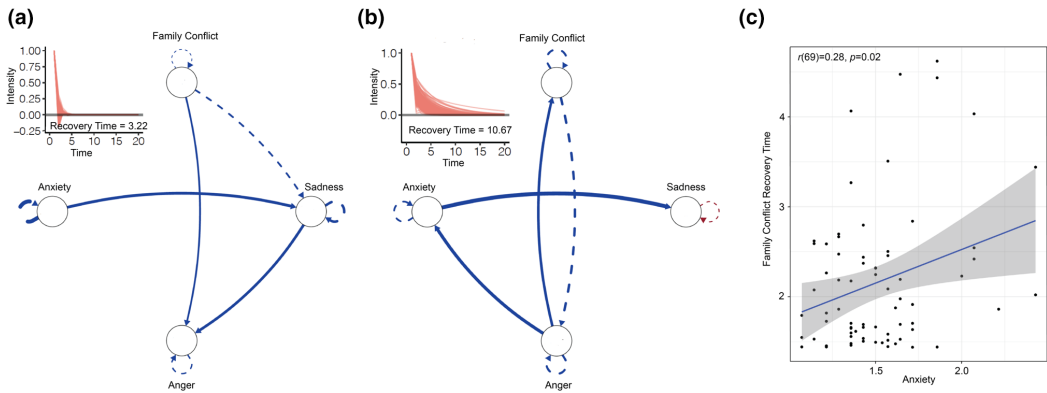 (a)
Family Conflict
1.00
0.75
0.50
0.25
0.00
−0.25
Intensity
Recovery Time = 3.22
0 5 10 15 20
Time
Anxiety
Sadness
Anger
(b)
Family Conflict
1.0
0.5
0.0
Intensity
Recovery Time = 10.67
0 5 10 15 20
Time
Anxiety
Sadness
Anger
(c)
r(69)=0.28, p=0.02
4
3
2
Family Conflict Recovery Time
1.5 2.0
Anxiety